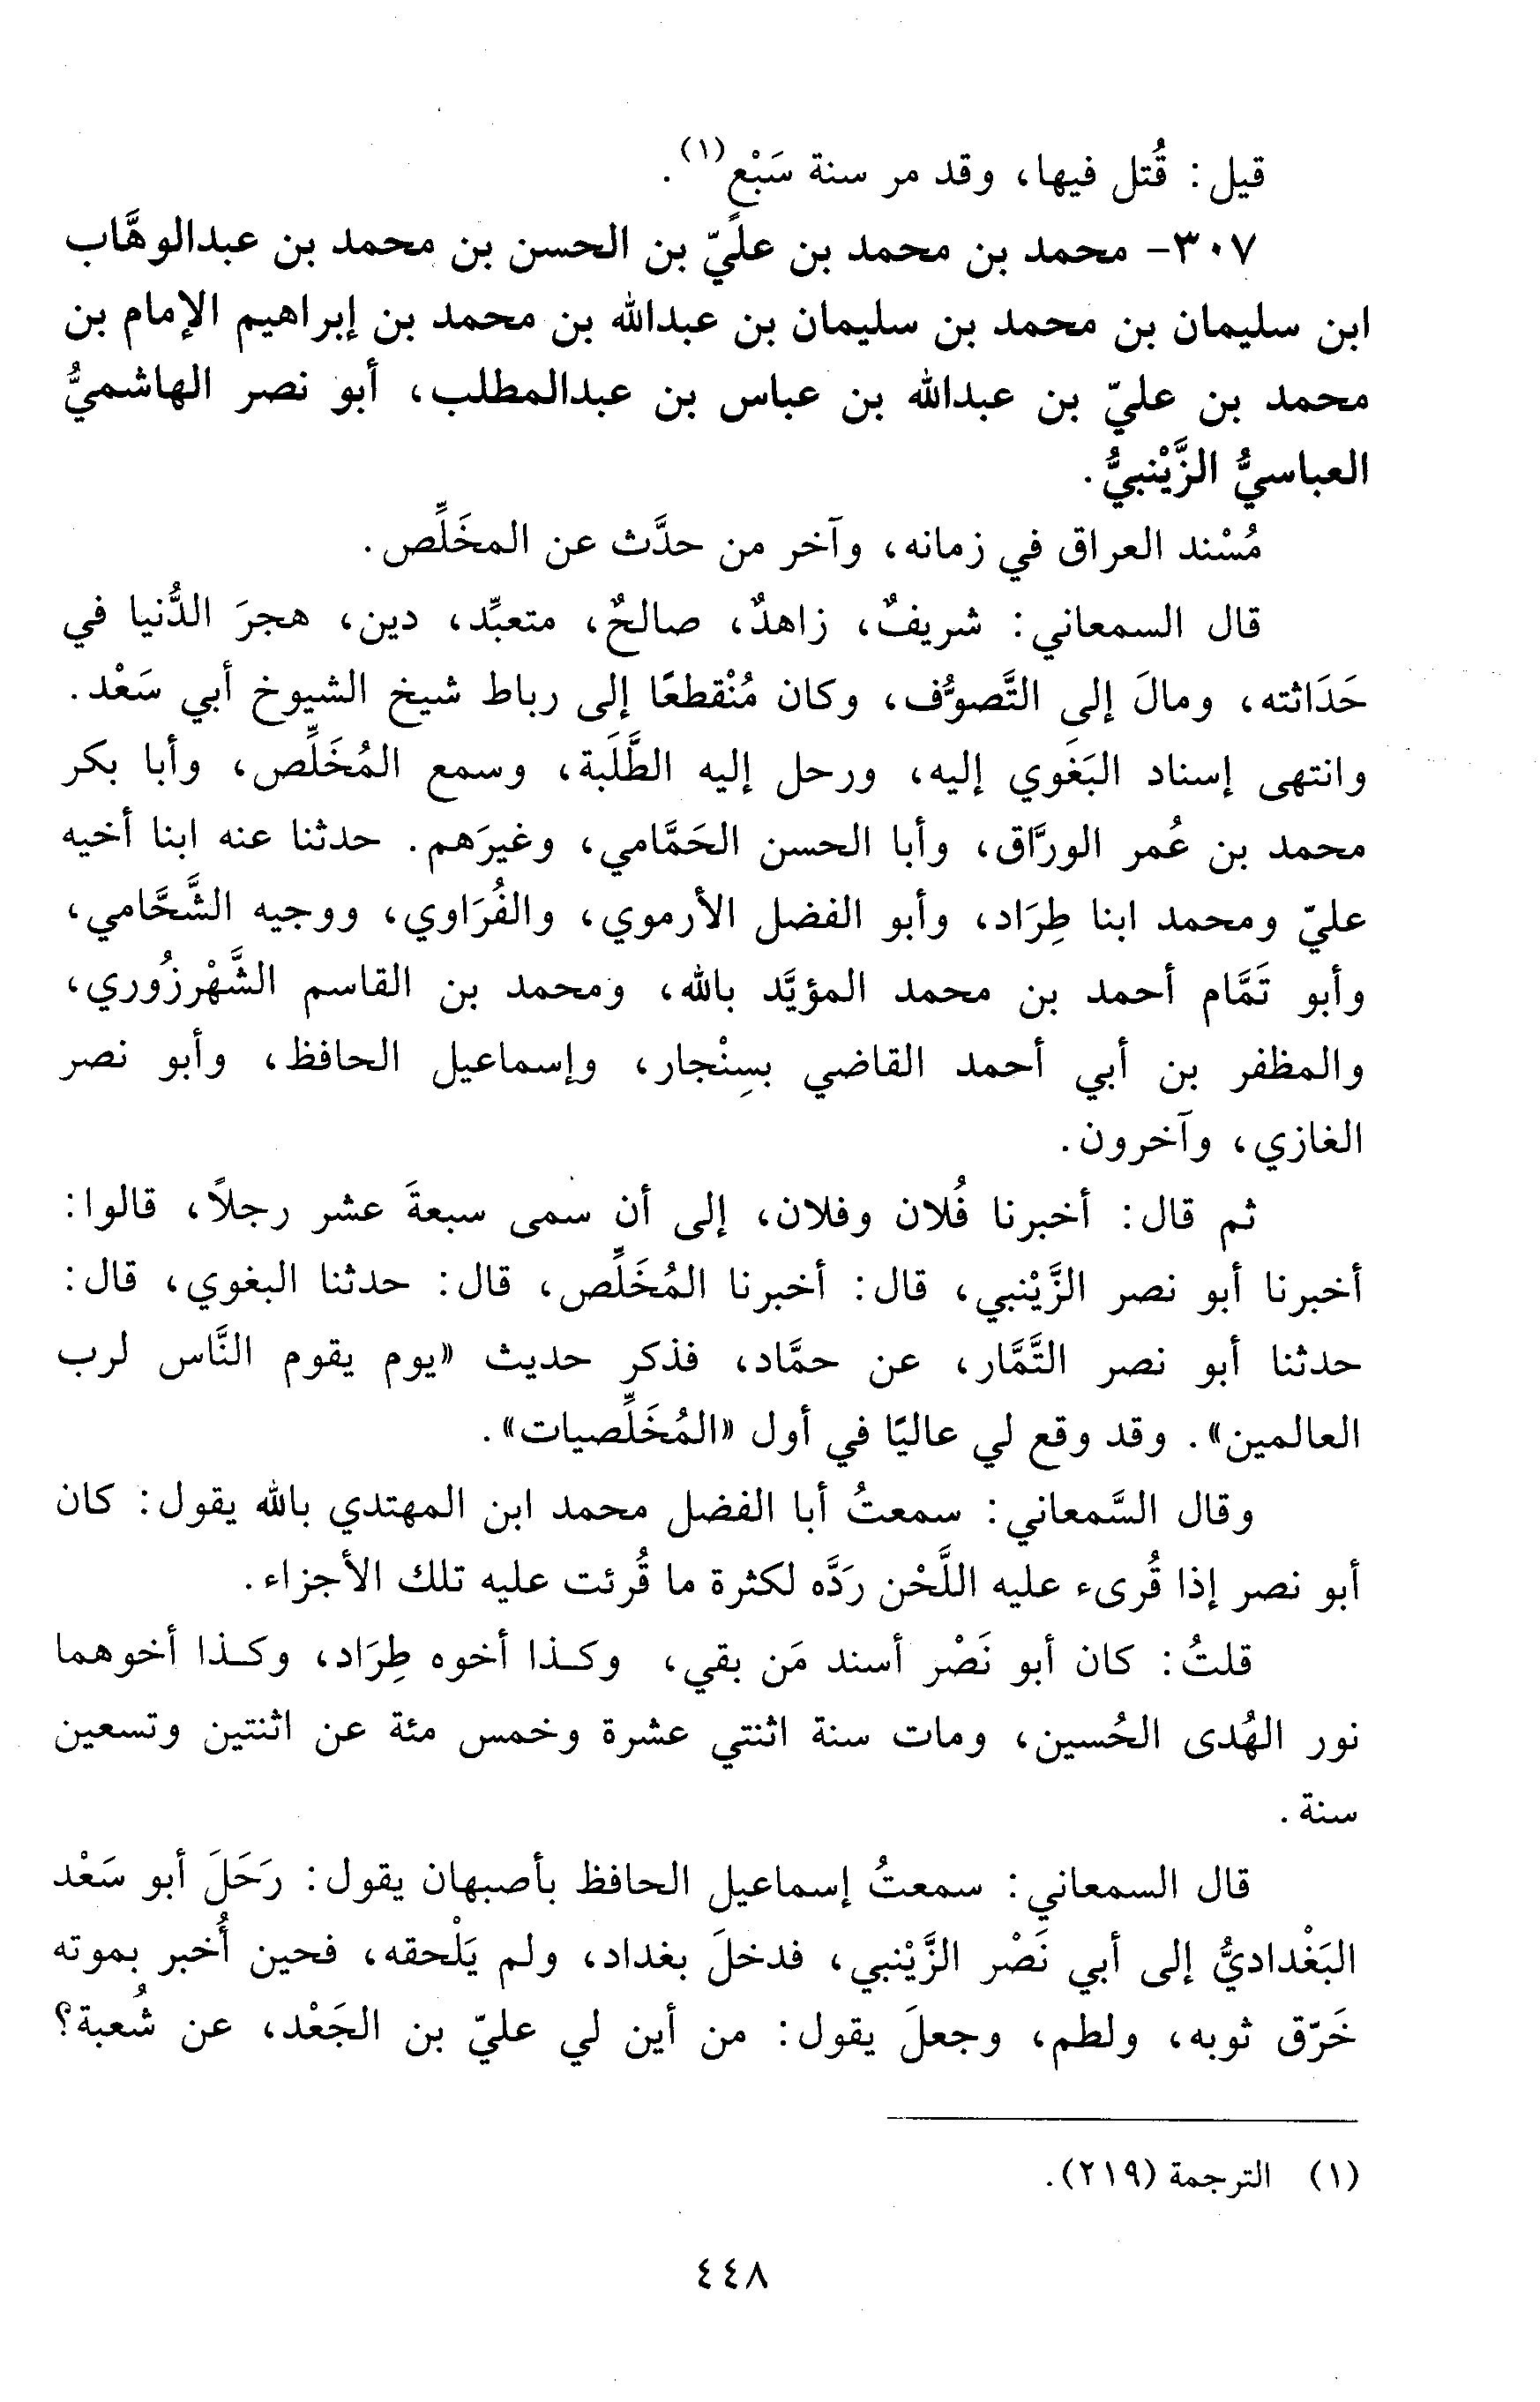 قيل: قُتل فيها، وقد مر سنة سَبْع(١).
٣٠٧- محمد بن محمد بن عليّ بن الحسن بن محمد بن عبدالوهَّاب
ابن سليمان بن محمد بن سليمان بن عبدالله بن محمد بن إبراهيم الإمام بن
محمد بن عليّ بن عبدالله بن عباس بن عبدالمطلب، أبو نصر الهاشميُّ
العباسيُّ الزَّيْنبيُّ.
مُسْند العراق في زمانه، وآخر من حدَّث عن المخَلِّص.
قال السمعاني: شريفٌ، زاهدٌ، صالحٌ، متعبِّد، دين، هجرَ الدُّنيا في
حَدَاثته، ومالَ إلى التَّصوُّف، وكان مُنْقطعًا إلى رباط شيخ الشيوخ أبي سَعْد.
وانتهى إسناد البَغَوي إليه، ورحل إليه الطَّلَبة، وسمع المُخَلِّص، وأبا بكر
محمد بن عُمر الورَّاق، وأبا الحسن الحَمَّامي، وغيرَهم. حدثنا عنه ابنا أخيه
عليّ ومحمد ابنا طِرَاد، وأبو الفضل الأرموي، والفُرَاوي، ووجيه الشَّحَّامي،
وأبو تَمَّام أحمد بن محمد المؤيَّد بالله، ومحمد بن القاسم الشَّهْرزُوري،
والمظفر بن أبي أحمد القاضي بسِنْجار، وإسماعيل الحافظ، وأبو نصر
الغازي، وآخرون.
ثم قال: أخبرنا فُلان وفلان، إلى أن سمى سبعةَ عشر رجلاً، قالوا:
أخبرنا أبو نصر الزَّيْنبي، قال: أخبرنا المُخَلِّص، قال: حدثنا البغوي، قال:
حدثنا أبو نصر التَّمَّار، عن حمَّاد، فذكر حديث «يوم يقوم النَّاس لرب
العالمين». وقد وقع لي عاليًا في أول «المُخَلِّصيات».
وقال السَّمعاني: سمعتُ أبا الفضل محمد ابن المهتدي بالله يقول: كان
أبو نصر إذا قُرىء عليه اللَّحْن رَدَّه لكثرة ما قُرئت عليه تلك الأجزاء.
قلتُ: كان أبو نَصْر أسند مَن بقي، وكذا أخوه طِرَاد، وكذا أخوهما
نور الهُدى الحُسين، ومات سنة اثنتي عشرة وخمس مئة عن اثنتين وتسعين
سنة.
قال السمعاني: سمعتُ إسماعيل الحافظ بأصبهان يقول: رَحَلَ أبو سَعْد
البَغْداديُّ إلى أبي نَصْر الزَّيْنبي، فدخلَ بغداد، ولم يَلْحقه، فحين أُخبر بموته
خَرّق ثوبه، ولطم، وجعلَ يقول: من أين لي عليّ بن الجَعْد، عن شُعبة؟
(١) الترجمة (٢١٩).
٤٤٨